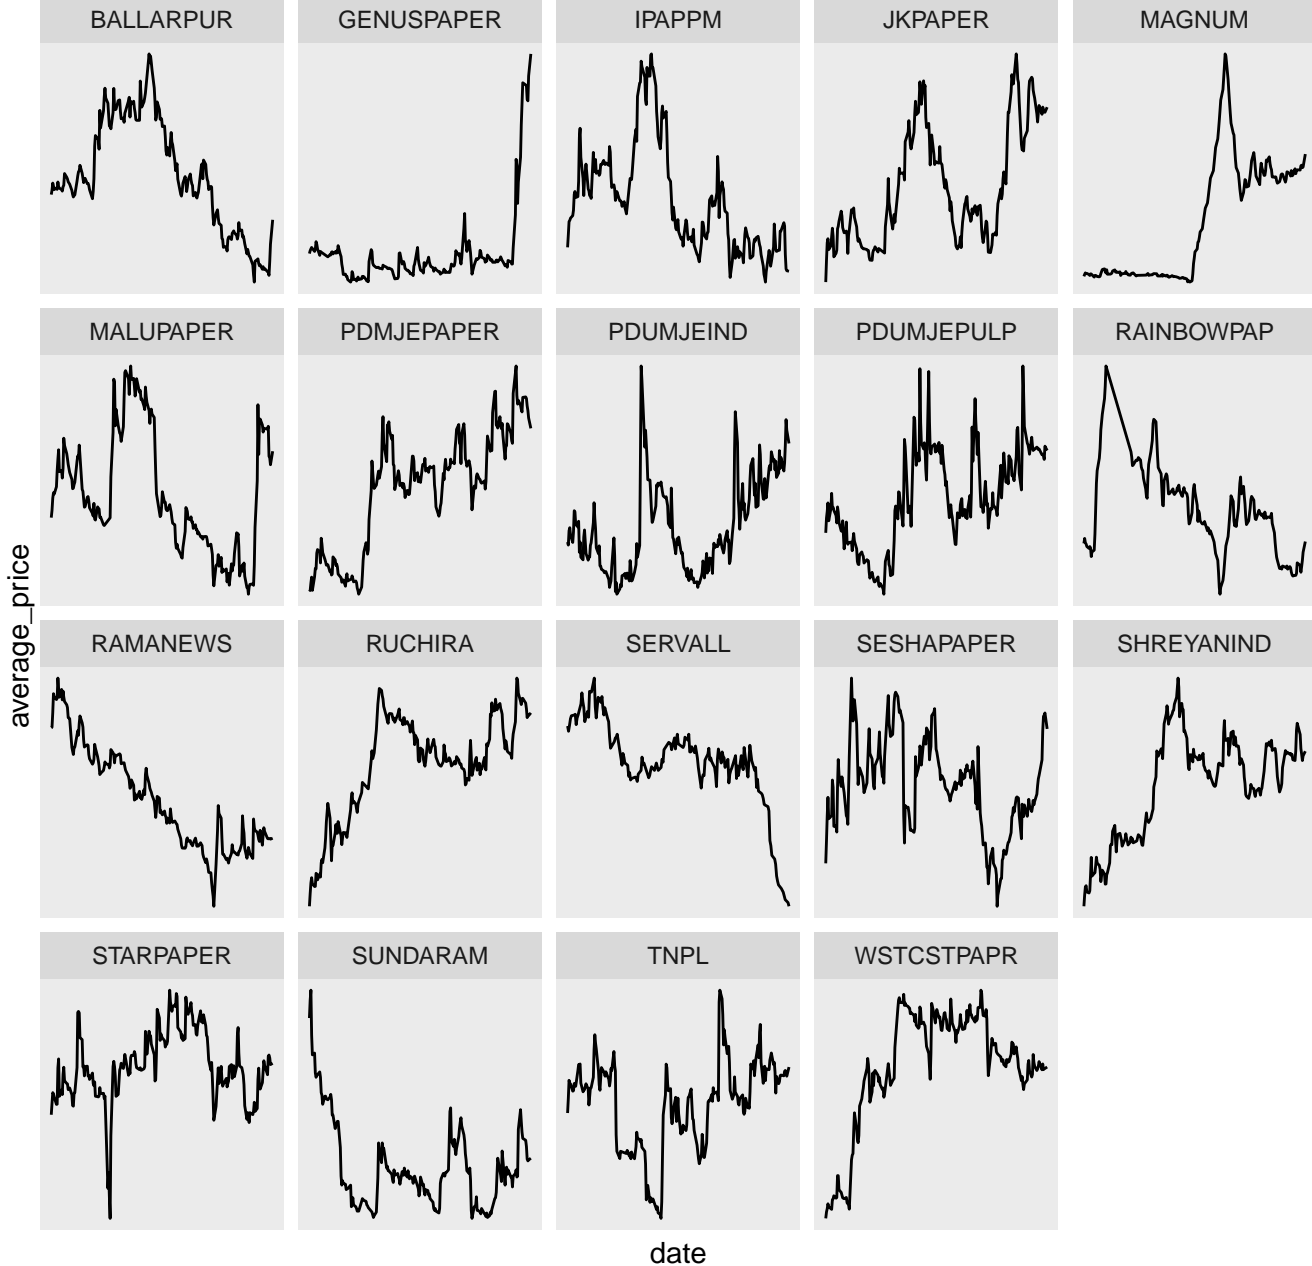 BALLARPUR
GENUSPAPER
IPAPPM
JKPAPER
MAGNUM
MALUPAPER
PDMJEPAPER
PDUMJEIND
PDUMJEPULP
RAINBOWPAP
RAMANEWS
RUCHIRA
SERVALL
SESHAPAPER
SHREYANIND
STARPAPER
SUNDARAM
TNPL
WSTCSTPAPR
average_price
date